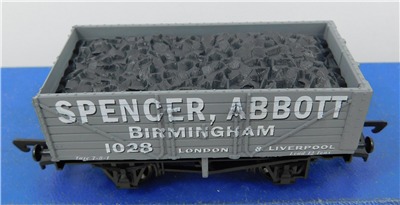 SPENCER, ABBOTT
BIRMINGHAM
1028 LONDON & LIVERPOOL